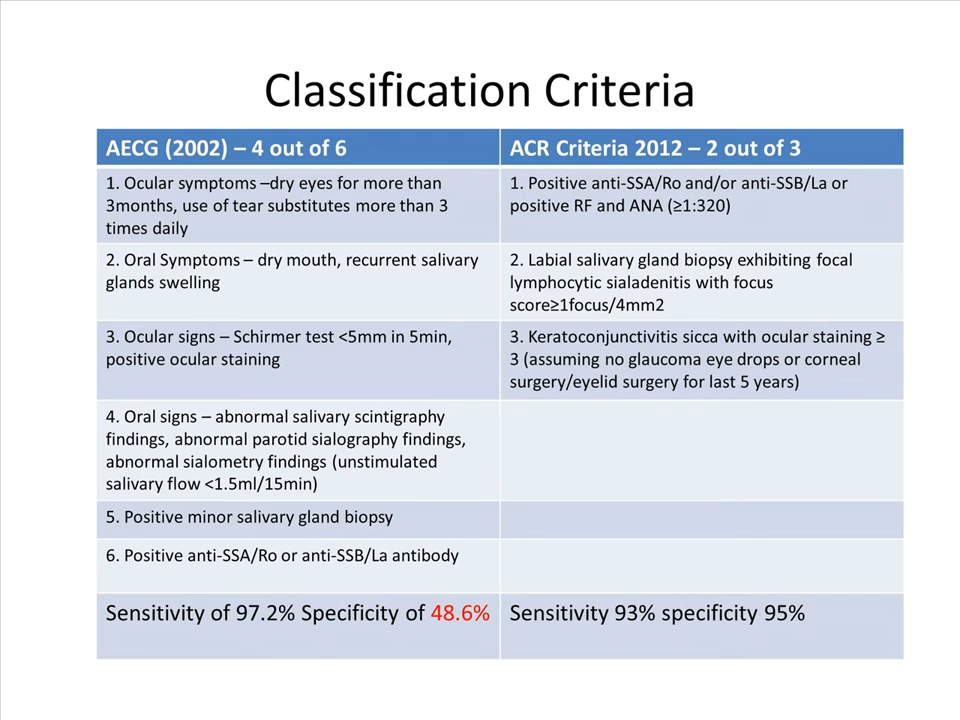 Classification Criteria
AECG (2002) – 4 out of 6
ACR Criteria 2012 – 2 out of 3
1. Ocular symptoms –dry eyes for more than
3months, use of tear substitutes more than 3
times daily
1. Positive anti-SSA/Ro and/or anti-SSB/La or
positive RF and ANA (≥1:320)
2. Oral Symptoms – dry mouth, recurrent salivary
glands swelling
2. Labial salivary gland biopsy exhibiting focal
lymphocytic sialadenitis with focus
score≥1focus/4mm2
3. Ocular signs – Schirmer test <5mm in 5min,
positive ocular staining
3. Keratoconjunctivitis sicca with ocular staining ≥
3 (assuming no glaucoma eye drops or corneal
surgery/eyelid surgery for last 5 years)
4. Oral signs – abnormal salivary scintigraphy
findings, abnormal parotid sialography findings,
abnormal sialometry findings (unstimulated
salivary flow <1.5ml/15min)
5. Positive minor salivary gland biopsy
6. Positive anti-SSA/Ro or anti-SSB/La antibody
Sensitivity of 97.2% Specificity of 48.6%
Sensitivity 93% specificity 95%